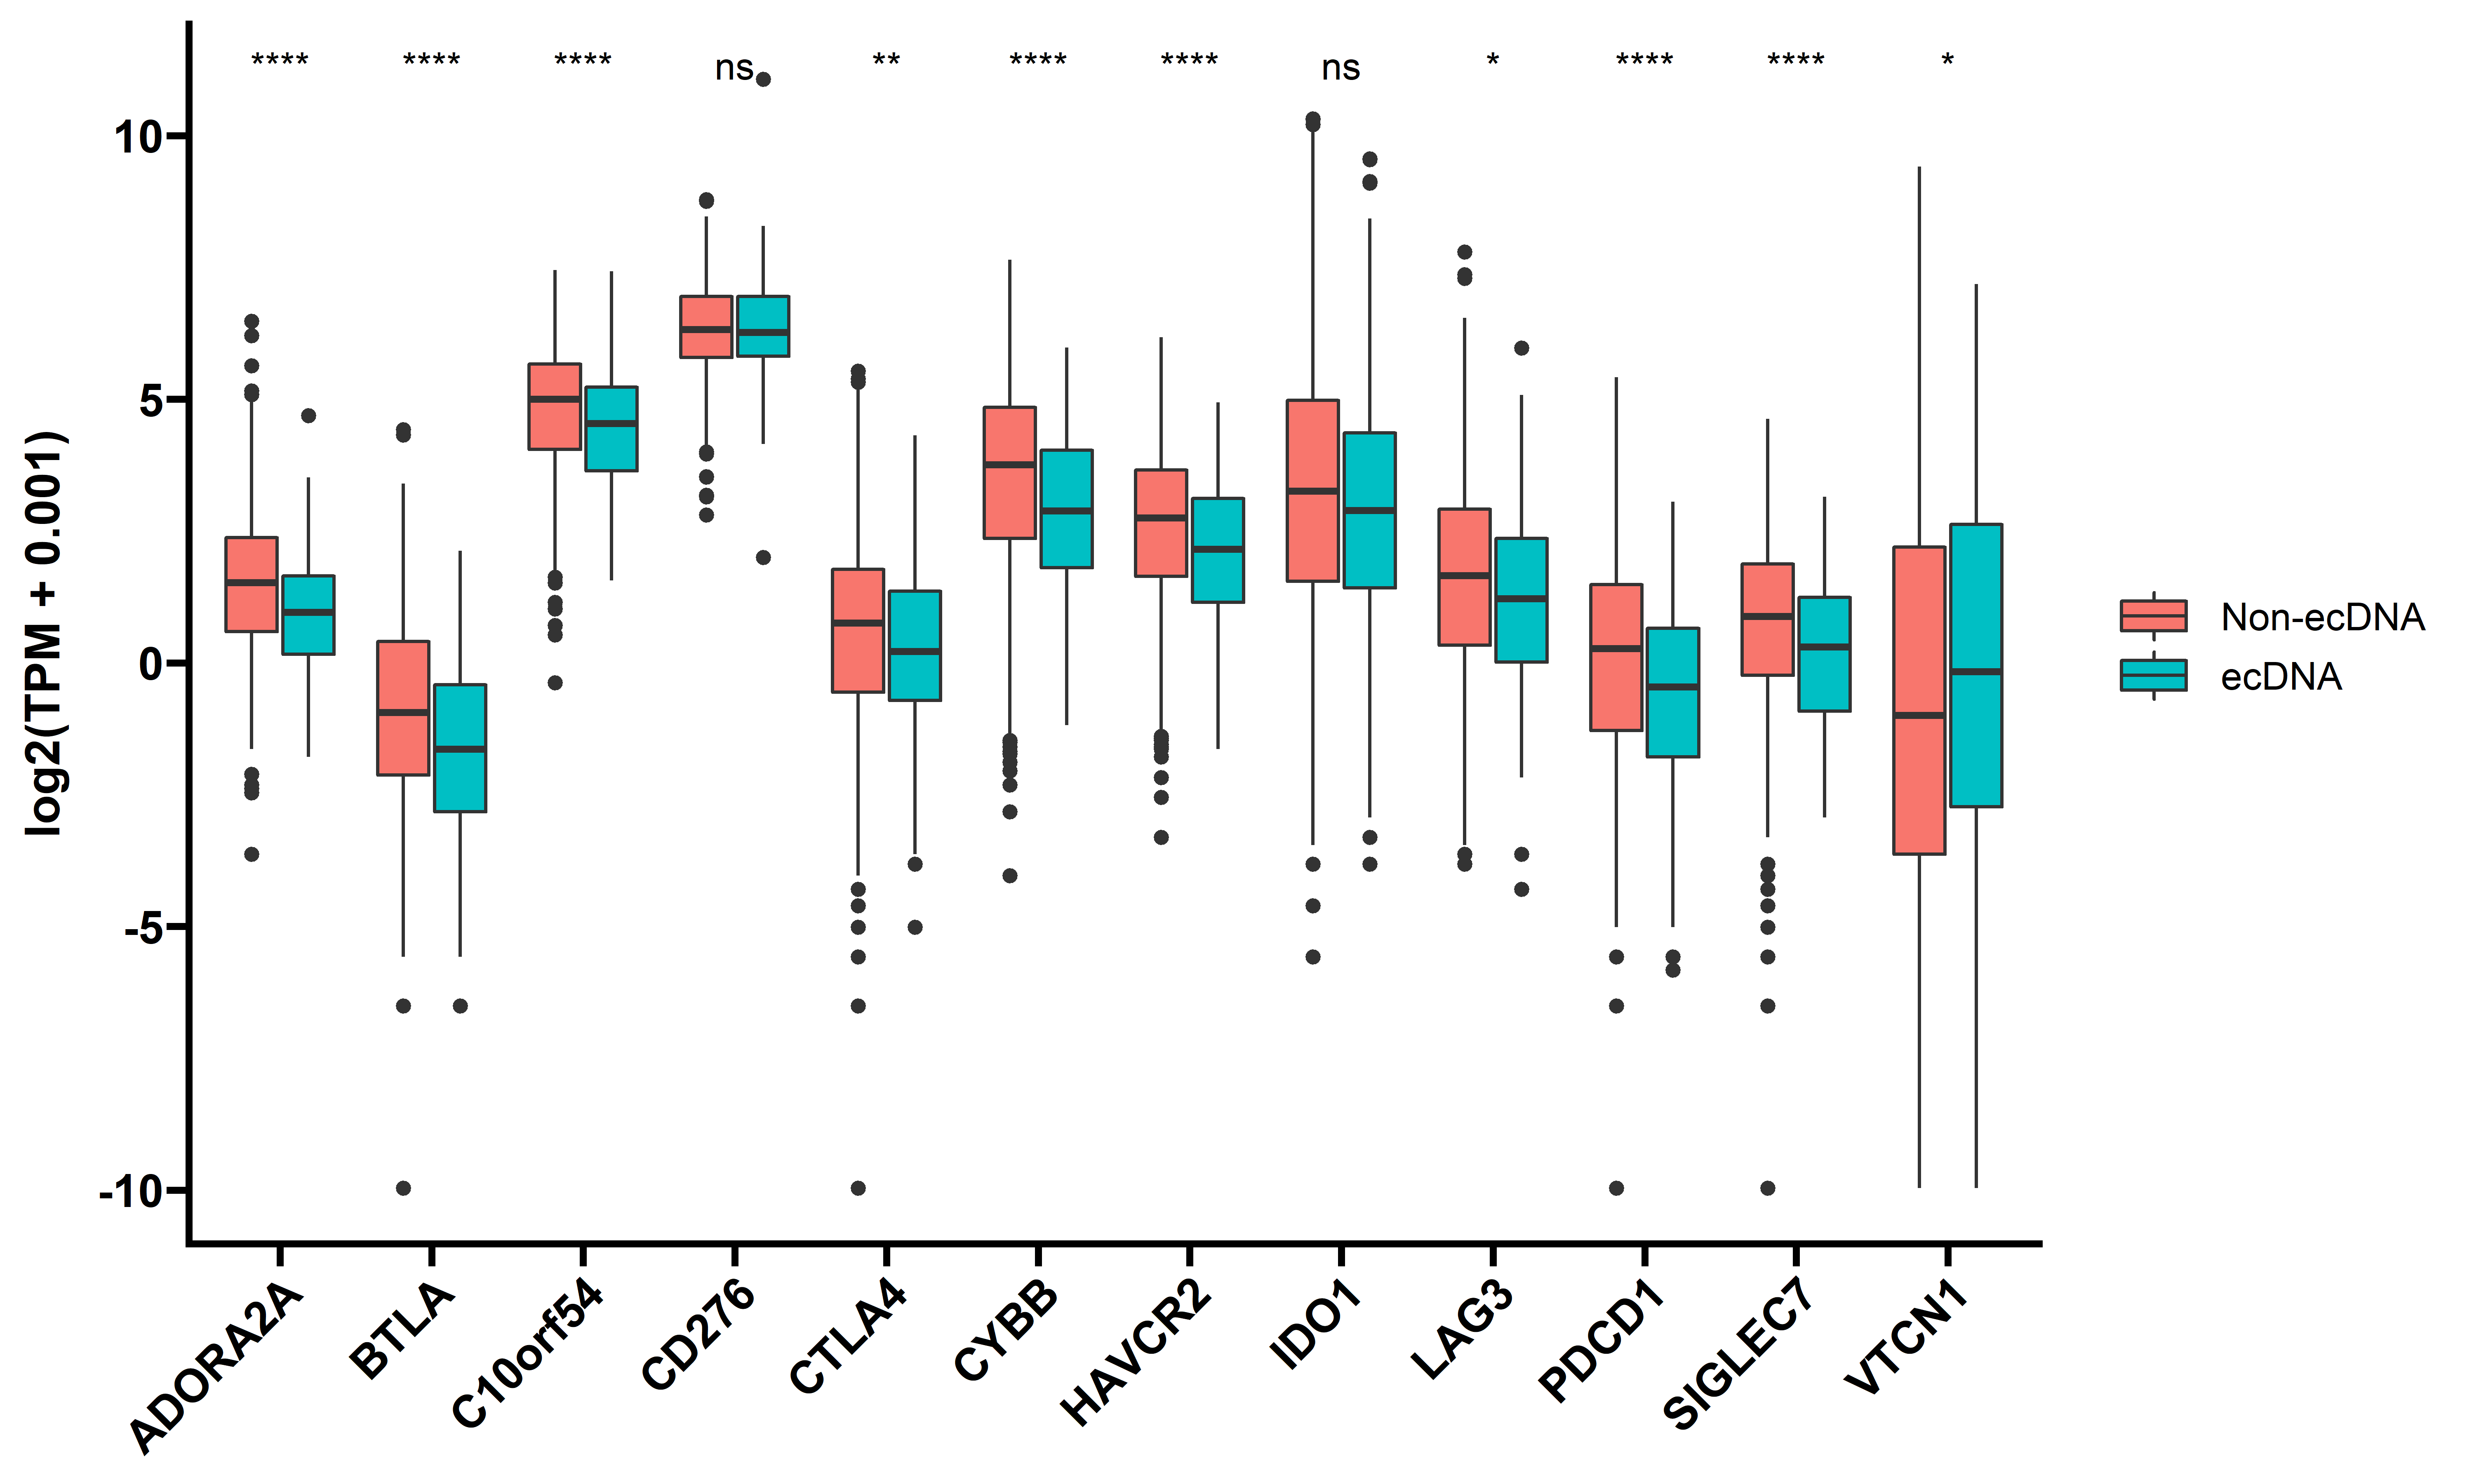 **** **** **** ns ** **** **** ns * **** **** *
10
5
0
-5
-10
log2(TPM + 0.001)
ADORA2A BTLA C10orf54 CD276 CTLA4 CYBB HAVCR2 IDO1 LAG3 PDCD1 SIGLEC7 VTCN1
Non-ecDNA
ecDNA